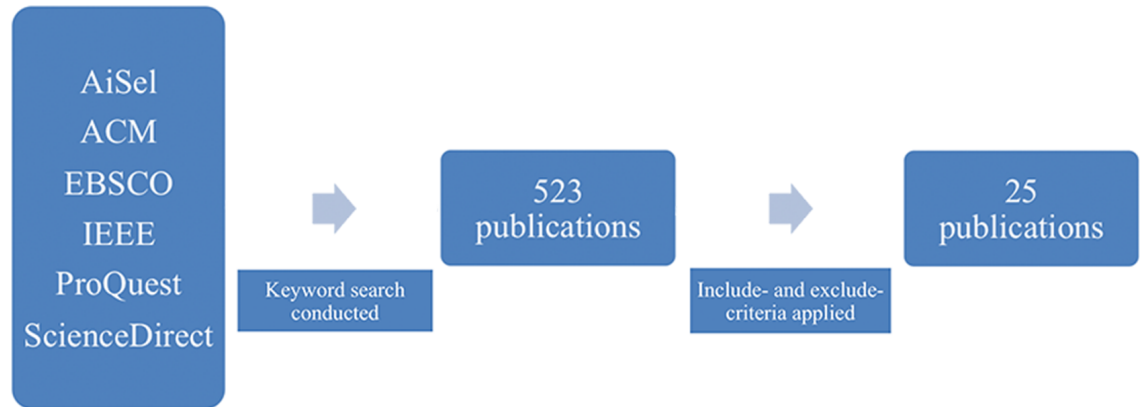 AiSel
ACM
EBSCO
IEEE
ProQuest
ScienceDirect
Keyword search
conducted
523
publications
Include- and exclude-
criteria applied
25
publications